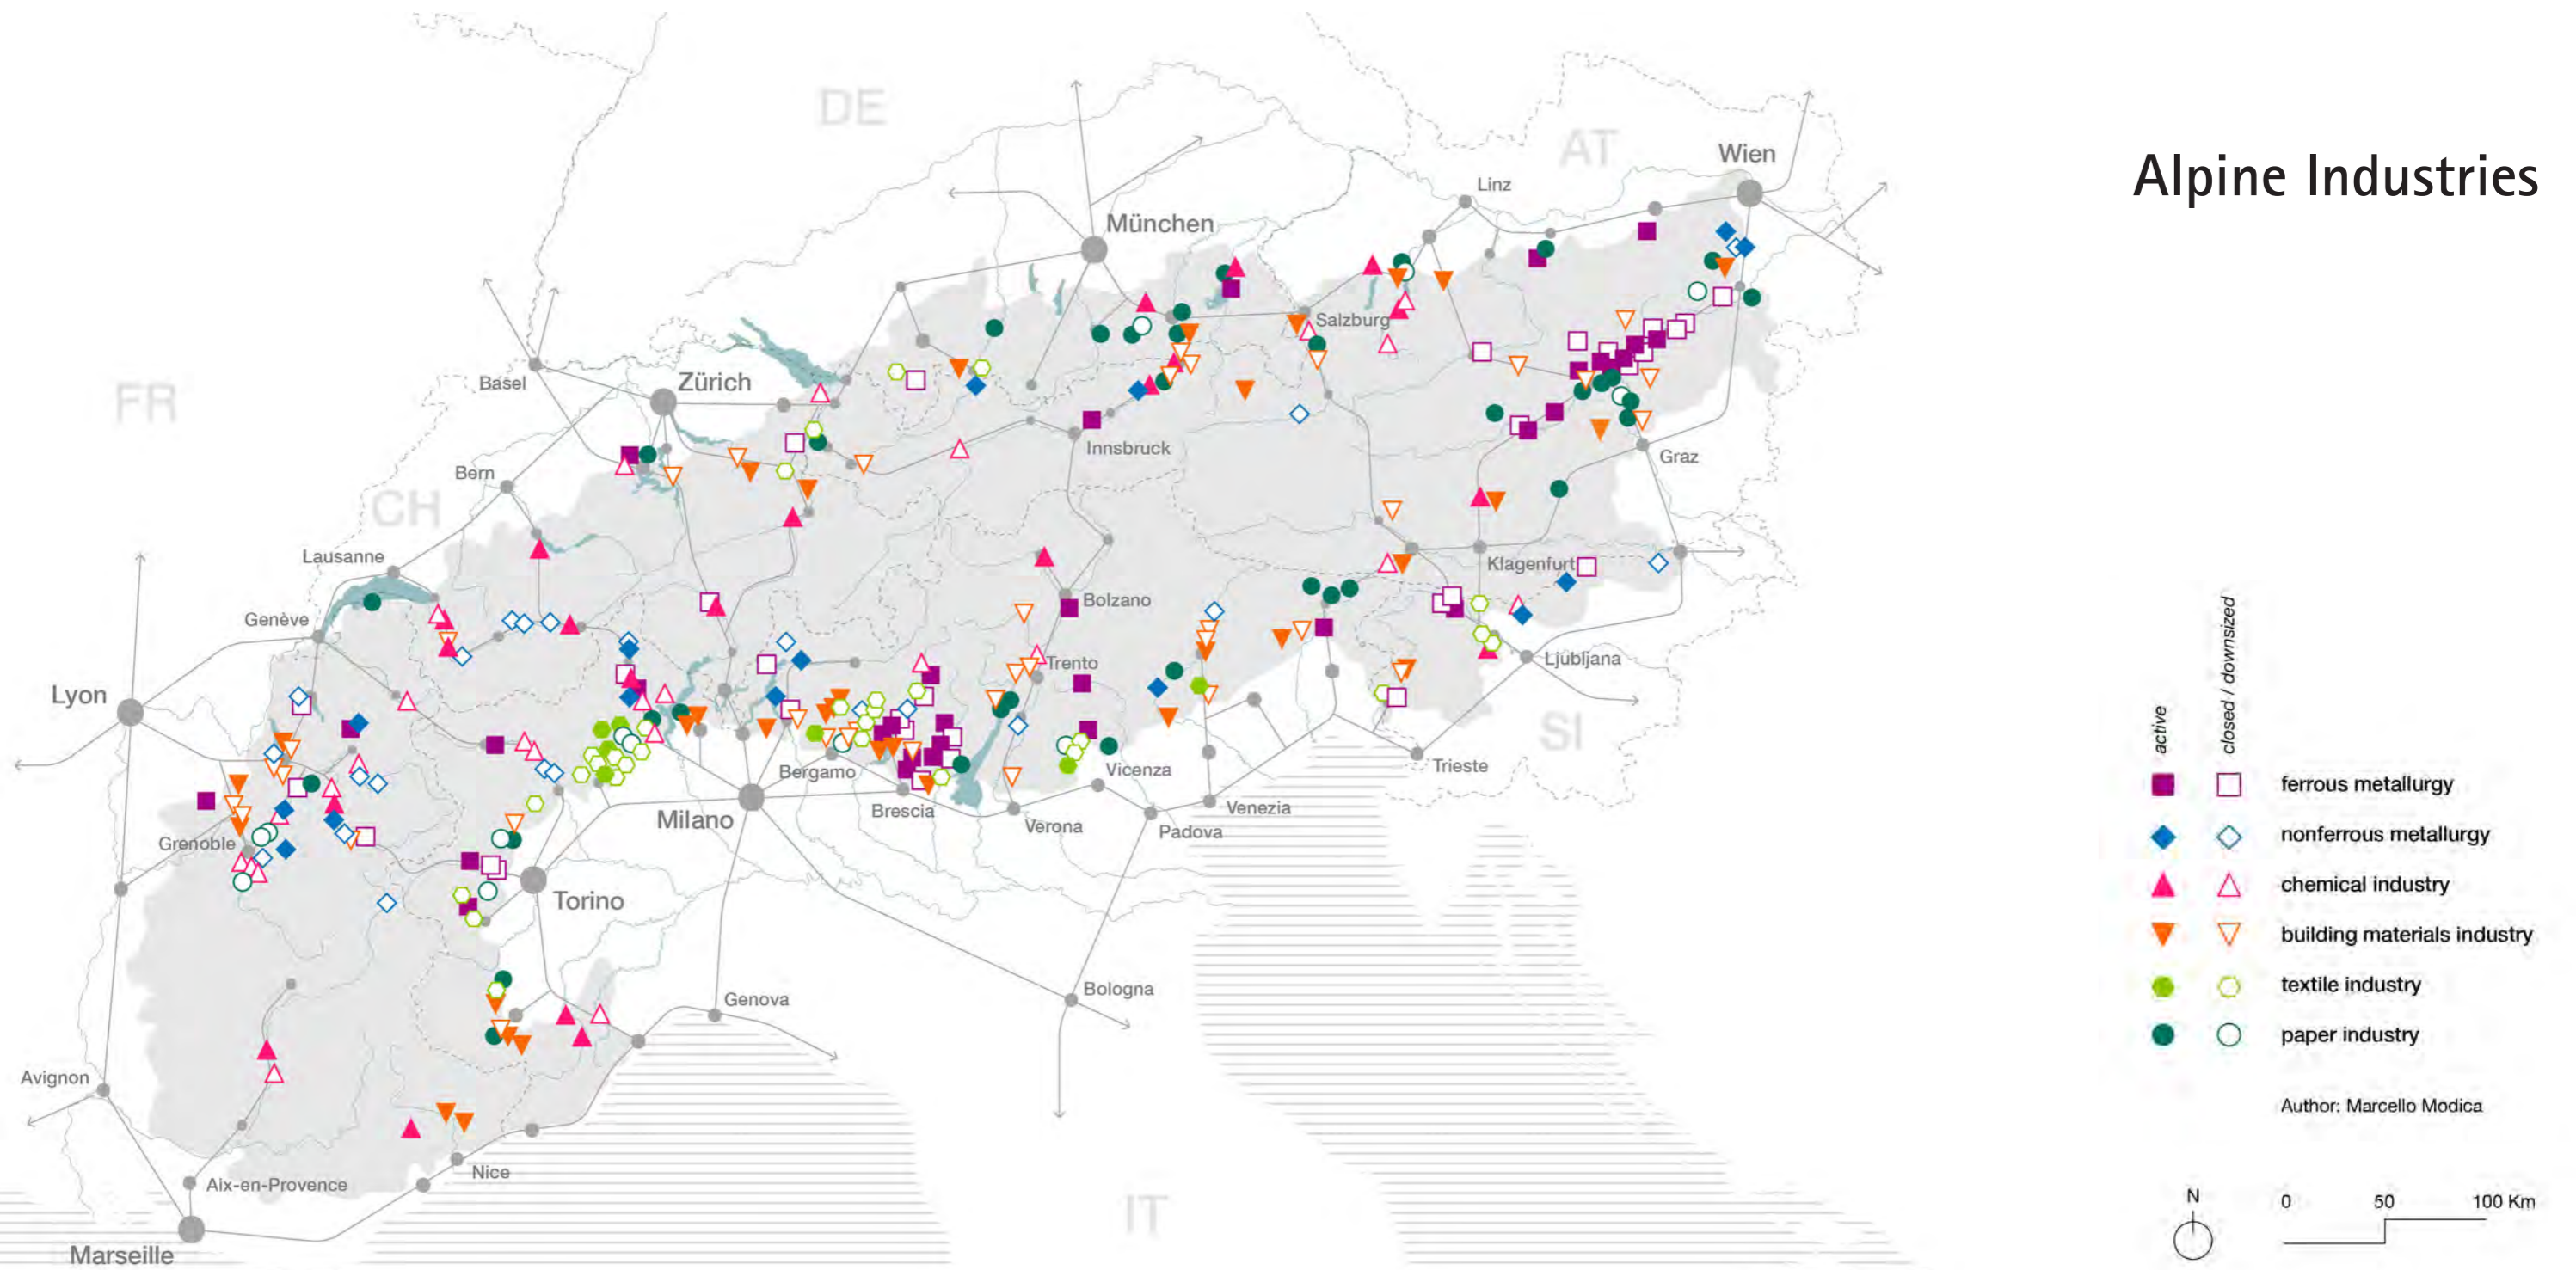 Alpine Industries
DE
AT
Wien
Linz
München
Salzburg
FR
Basel
Zürich
Innsbruck
Graz
Bern
CH
Lausanne
Klagenfurt
Genève
Bolzano
Ljubljana
Trento
Lyon
SI
Trieste
Bergamo
Vicenza
Brescia
Venezia
Milano
Verona
Padova
Grenoble
Torino
Bologna
Genova
Avignon
Nice
Aix-en-Provence
IT
Marseille
active
closed / downsized
ferrous metallurgy
nonferrous metallurgy
chemical industry
building materials industry
textile industry
paper industry
Author: Marcello Modica
N
0 50 100 Km